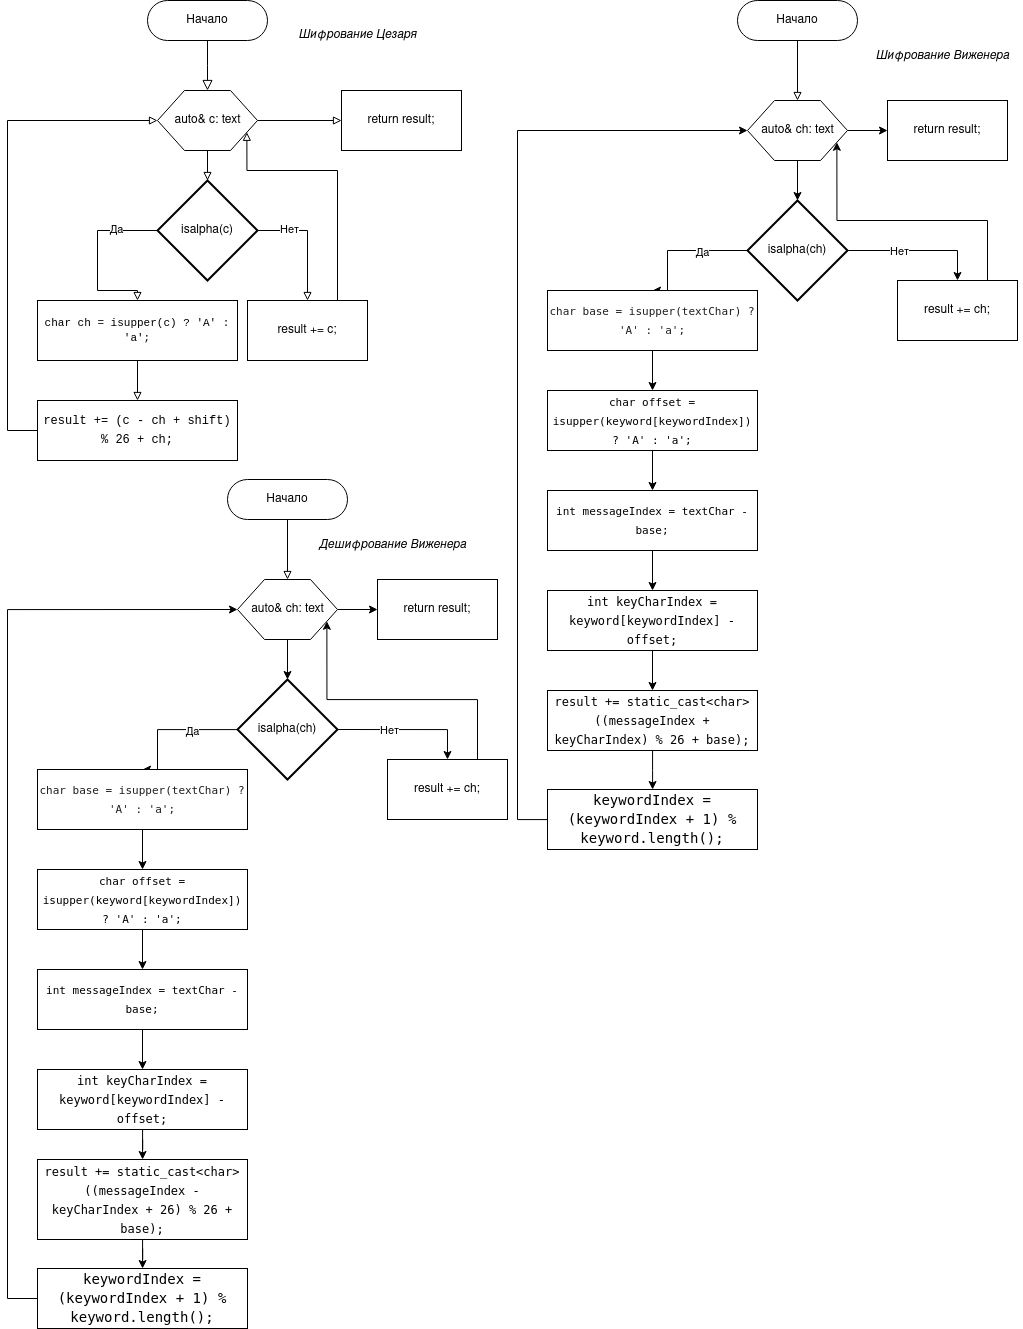 Начало
Шифрование Цезаря
auto& c: text
return result;
isalpha(c)
Да
Нет
char ch = isupper(c) ? 'A' :
'a';
result += c;
result += (c - ch + shift)
% 26 + ch;
Начало
Шифрование Виженера
auto& ch: text
return result;
isalpha(ch)
Да
Нет
char base = isupper(textChar) ?
'A' : 'a';
result += ch;
char offset =
isupper(keyword[keywordIndex])
? 'A' : 'a';
int messageIndex = textChar -
base;
int keyCharIndex =
keyword[keywordIndex] -
offset;
result += static_cast<char>
((messageIndex +
keyCharIndex) % 26 + base);
keywordIndex =
(keywordIndex + 1) %
keyword.length();
Начало
Дешифрование Виженера
auto& ch: text
return result;
isalpha(ch)
Да
Нет
char base = isupper(textChar) ?
'A' : 'a';
result += ch;
char offset =
isupper(keyword[keywordIndex])
? 'A' : 'a';
int messageIndex = textChar -
base;
int keyCharIndex =
keyword[keywordIndex] -
offset;
result += static_cast<char>
((messageIndex -
keyCharIndex + 26) % 26 +
base);
keywordIndex =
(keywordIndex + 1) %
keyword.length();